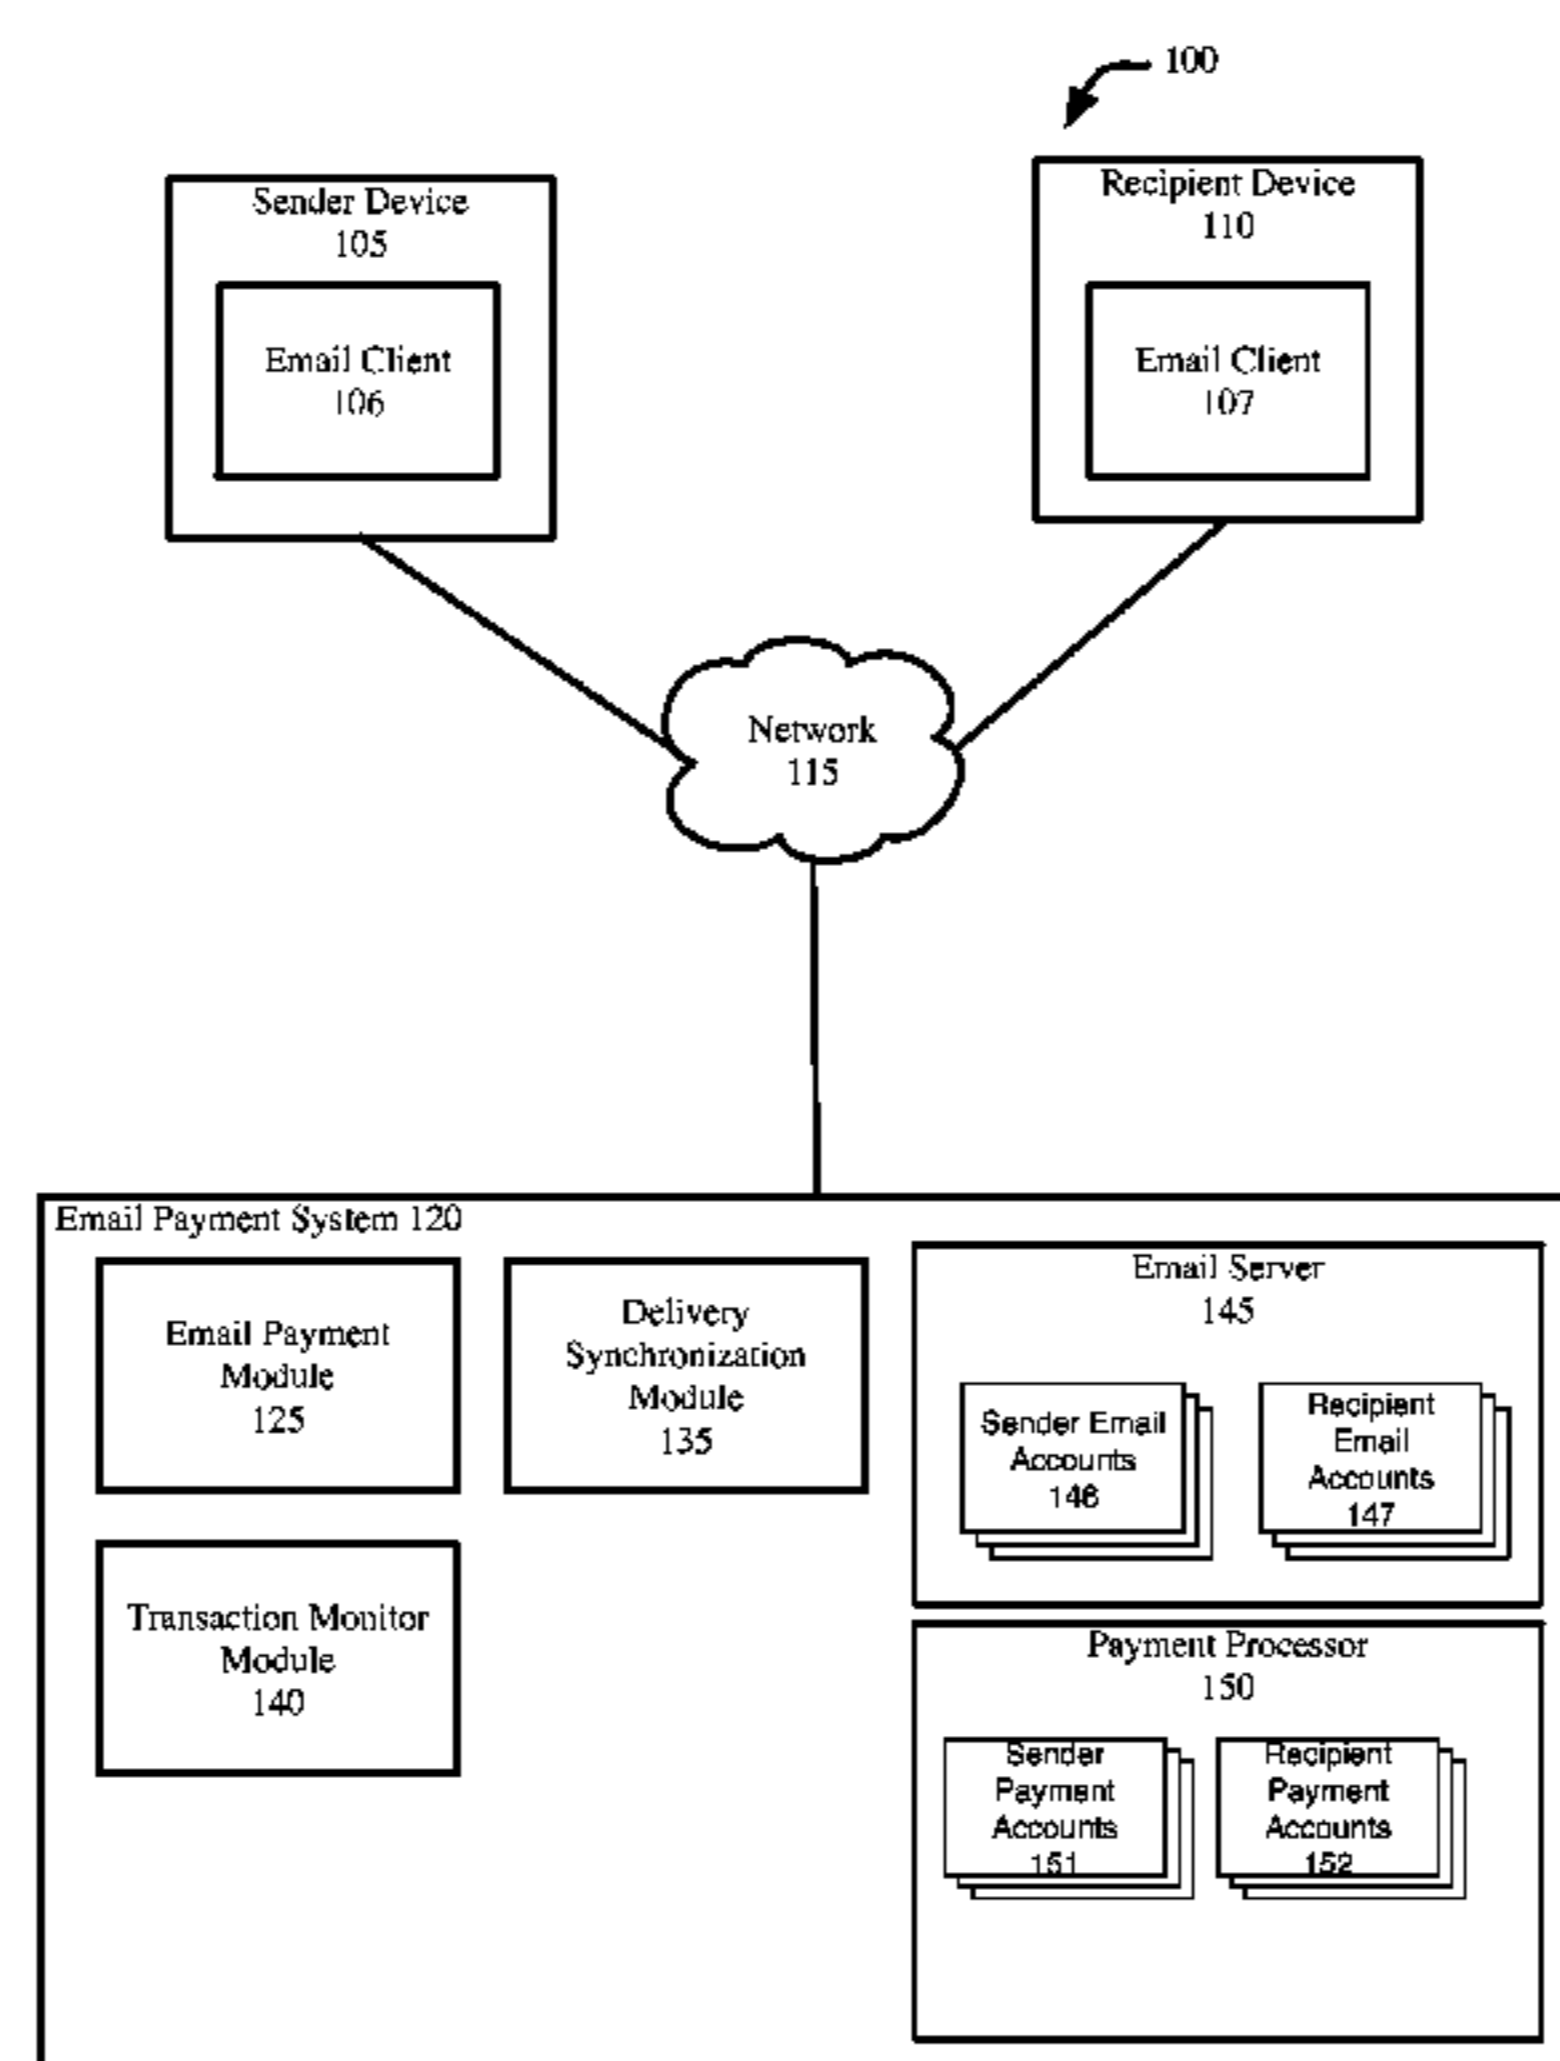 100
Sender Device
105
Email Client
106
Recipient Device
110
Email Client
107
Network
115
Email Payment System 120
Email Payment
Module
125
Delivery
Synchronization
Module
135
Transaction Monitor
Module
140
Email Server
145
Sender Email
Accounts
146
Recipient
Email
Accounts
147
Payment Processor
150
Sender
Payment
Accounts
151
Recipient
Payment
Accounts
152